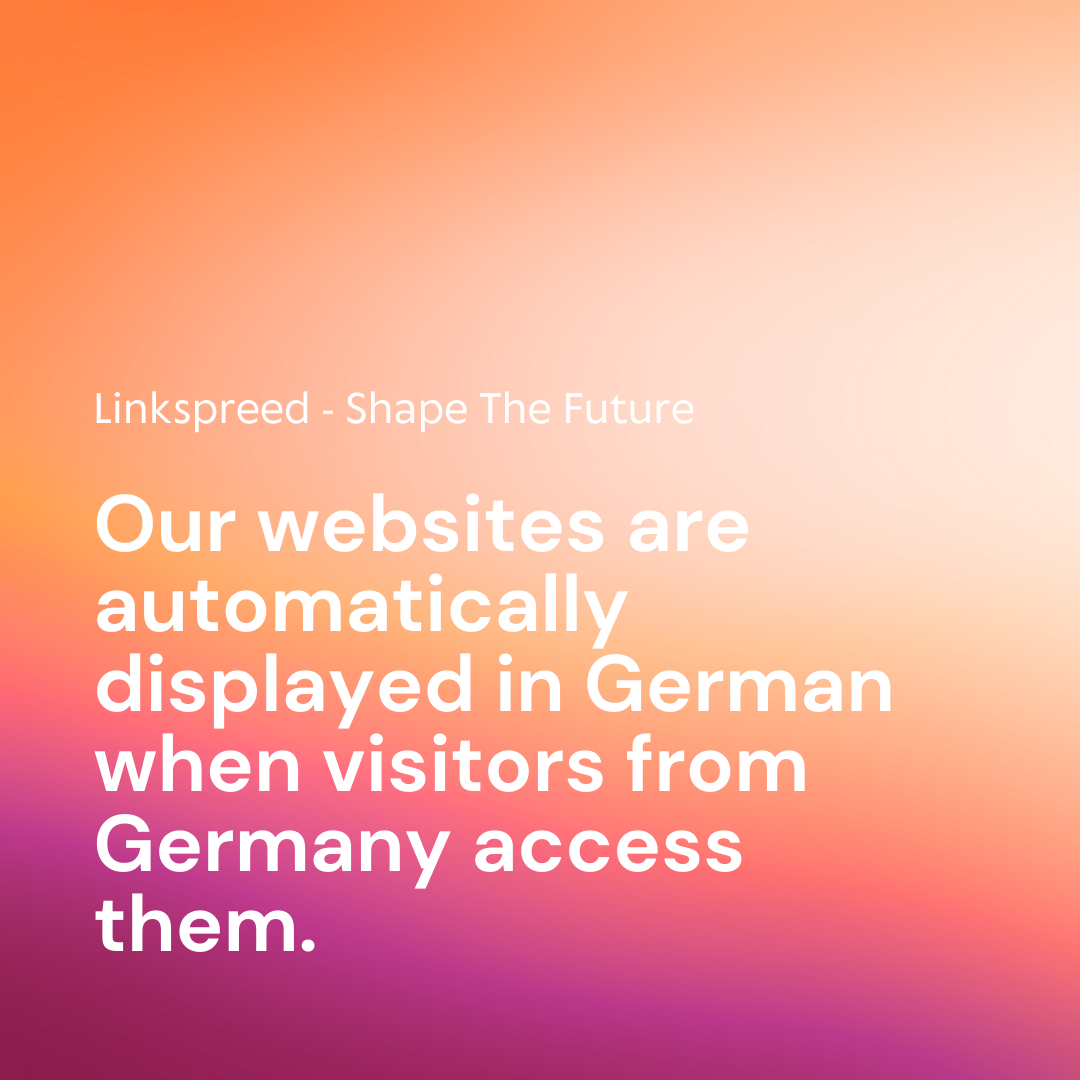 Linkspreed - Shape The Future
Our websites are
automatically
displayed in German
when visitors from
Germany access
them.